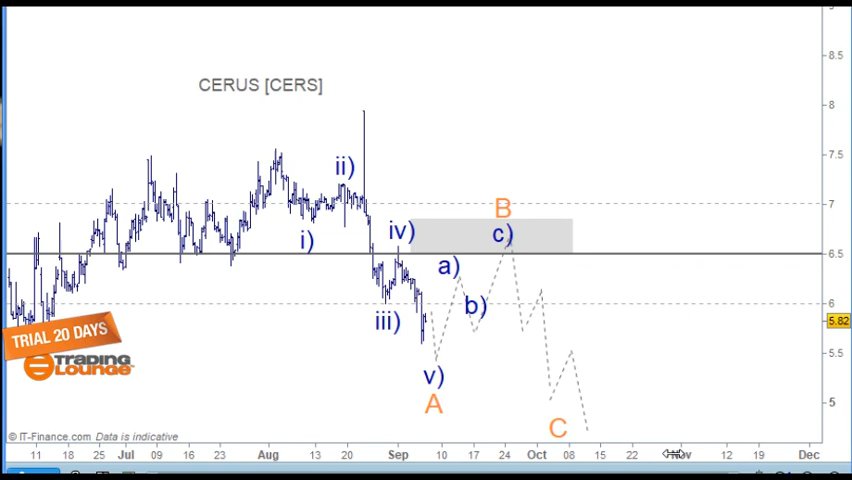 CERUS [CERS]
8.5
8
7.5
7
6.5
6
5.82
5.5
5
ii)
i)
iv)
iii)
v)
A
a)
b)
B
c)
C
TRIAL 20 DAYS
Trading
Lounge
© IT-Finance.com Data is indicative
11 18 25 Jul 09 16 23 Aug 13 20 Sep 10 17 24 Oct 08 15 22 12 19 Dec